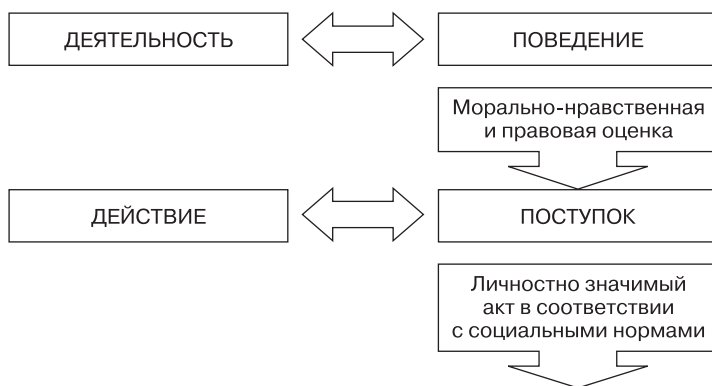 ДЕЯТЕЛЬНОСТЬ
ПОВЕДЕНИЕ
Морально-нравственная
и правовая оценка
ДЕЙСТВИЕ
ПОСТУПОК
Личностно значимый
акт в соответствии
с социальными нормами